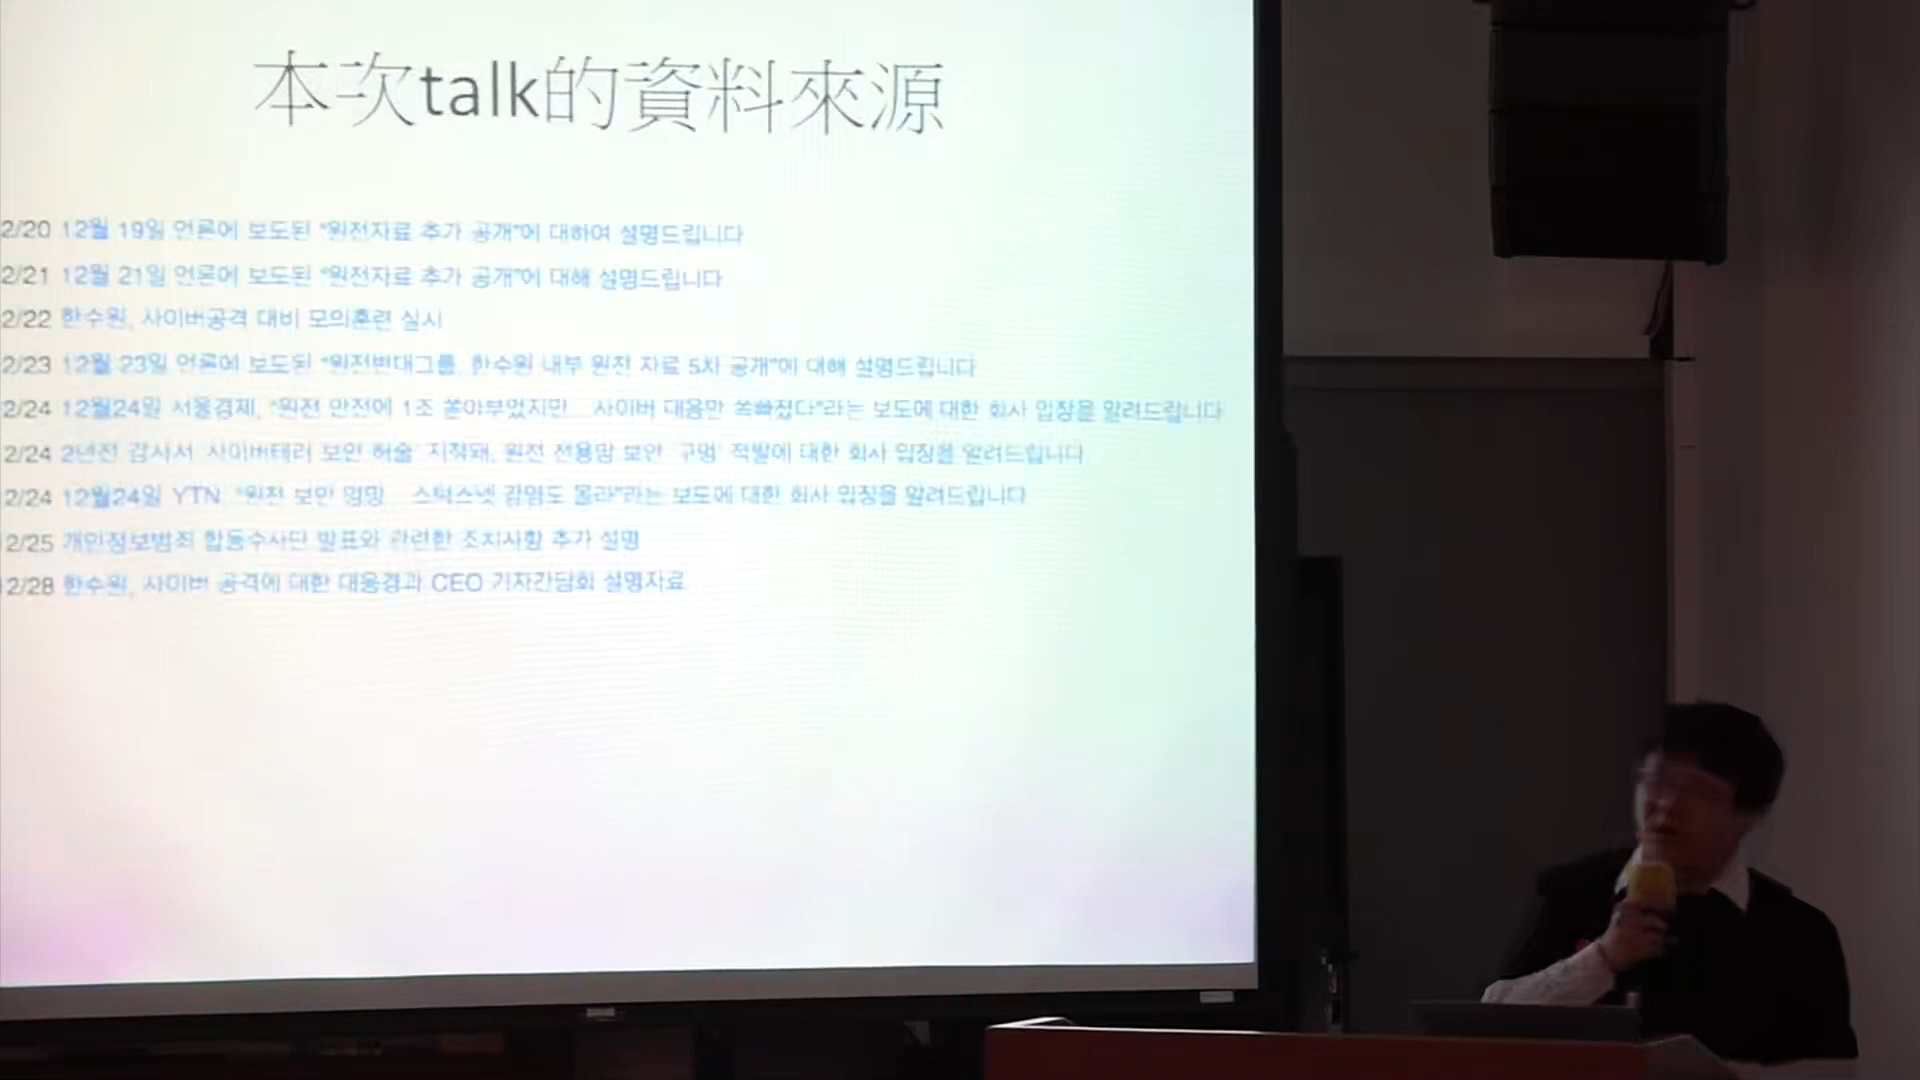 本次talk的資料來源
2/20 12월 19일 언론에 보도된 "원전자료 추가 공개"에 대하여 설명드립니다
2/21 12월 21일 언론에 보도된 "원전자료 추가 공개"에 대해 설명드립니다
2/22 한수원, 사이버공격 대비 모의훈련 실시
2/23 12월 23일 언론에 보도된 "원전반대그룹, 한수원 내부 원전 자료 5차 공개"에 대해 설명드립니다
2/24 12월24일 서울경제, "원전 안전에 1조 쏟아부었지만... 사이버 대응만 쏙빠졌다"라는 보도에 대한 회사 입장을 알려드립니다
2/24 2년전 감사서 '사이버테러 보안 허술' 지적돼, 원전 전용망 보안 '구멍' 적발에 대한 회사 입장을 알려드립니다
2/24 12월24일 YTN, "원전 보안 엉망... 스턱스넷 감염도 몰라"라는 보도에 대한 회사 입장을 알려드립니다
2/25 개인정보범죄 합동수사단 발표와 관련한 조치사항 추가 설명
12/28 한수원, 사이버 공격에 대한 대응경과 CEO 기자간담회 설명자료